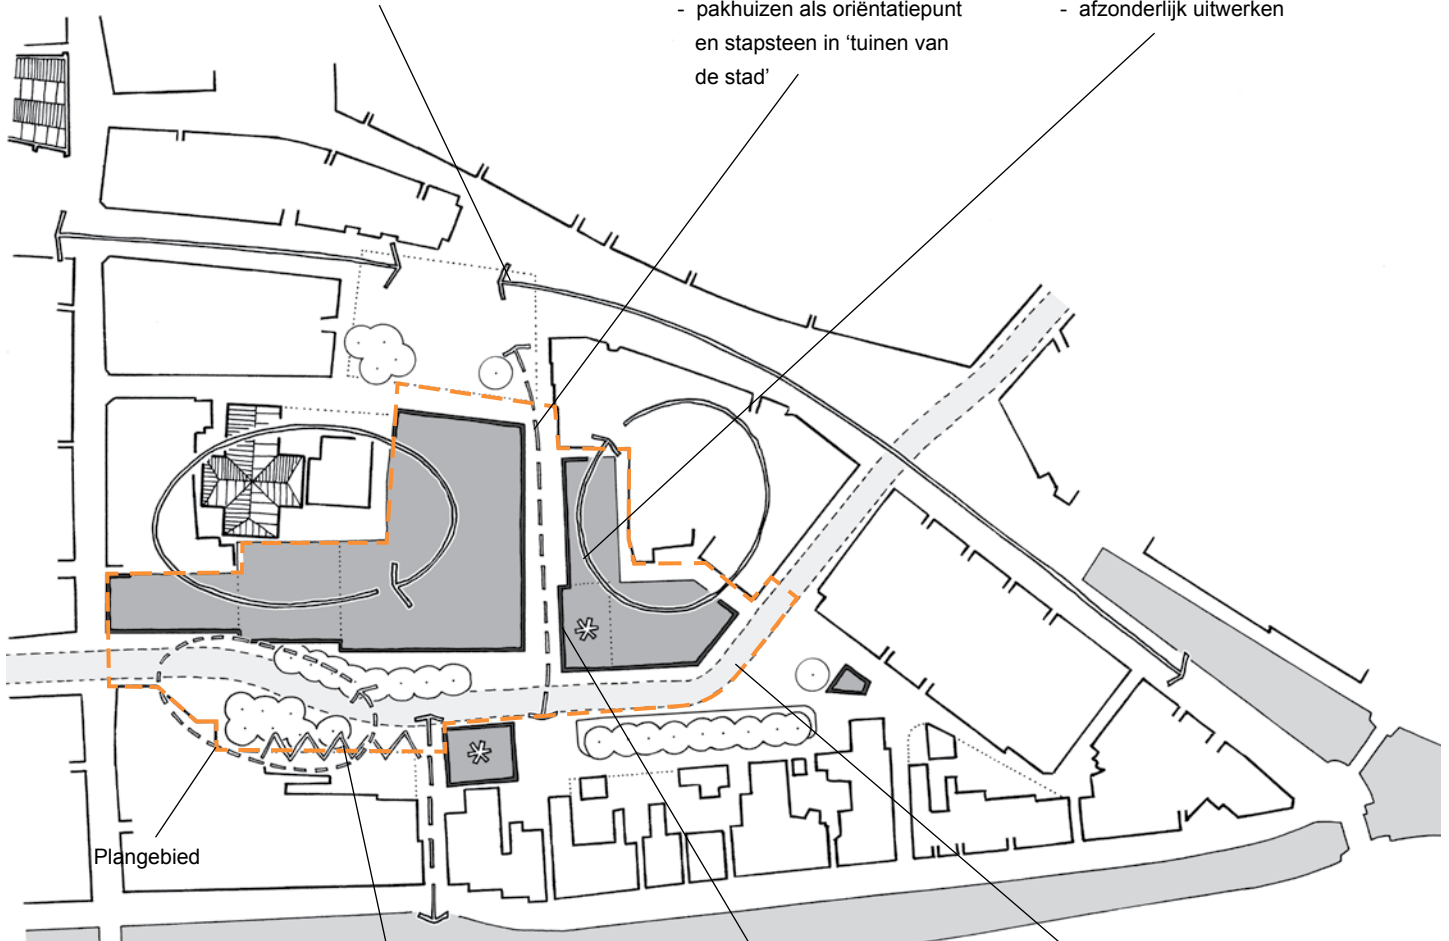 - pakhuizen als oriëntatiepunt
en stapsteen in ‘tuinen van
de stad’
- afzonderlijk uitwerken
Plangebied